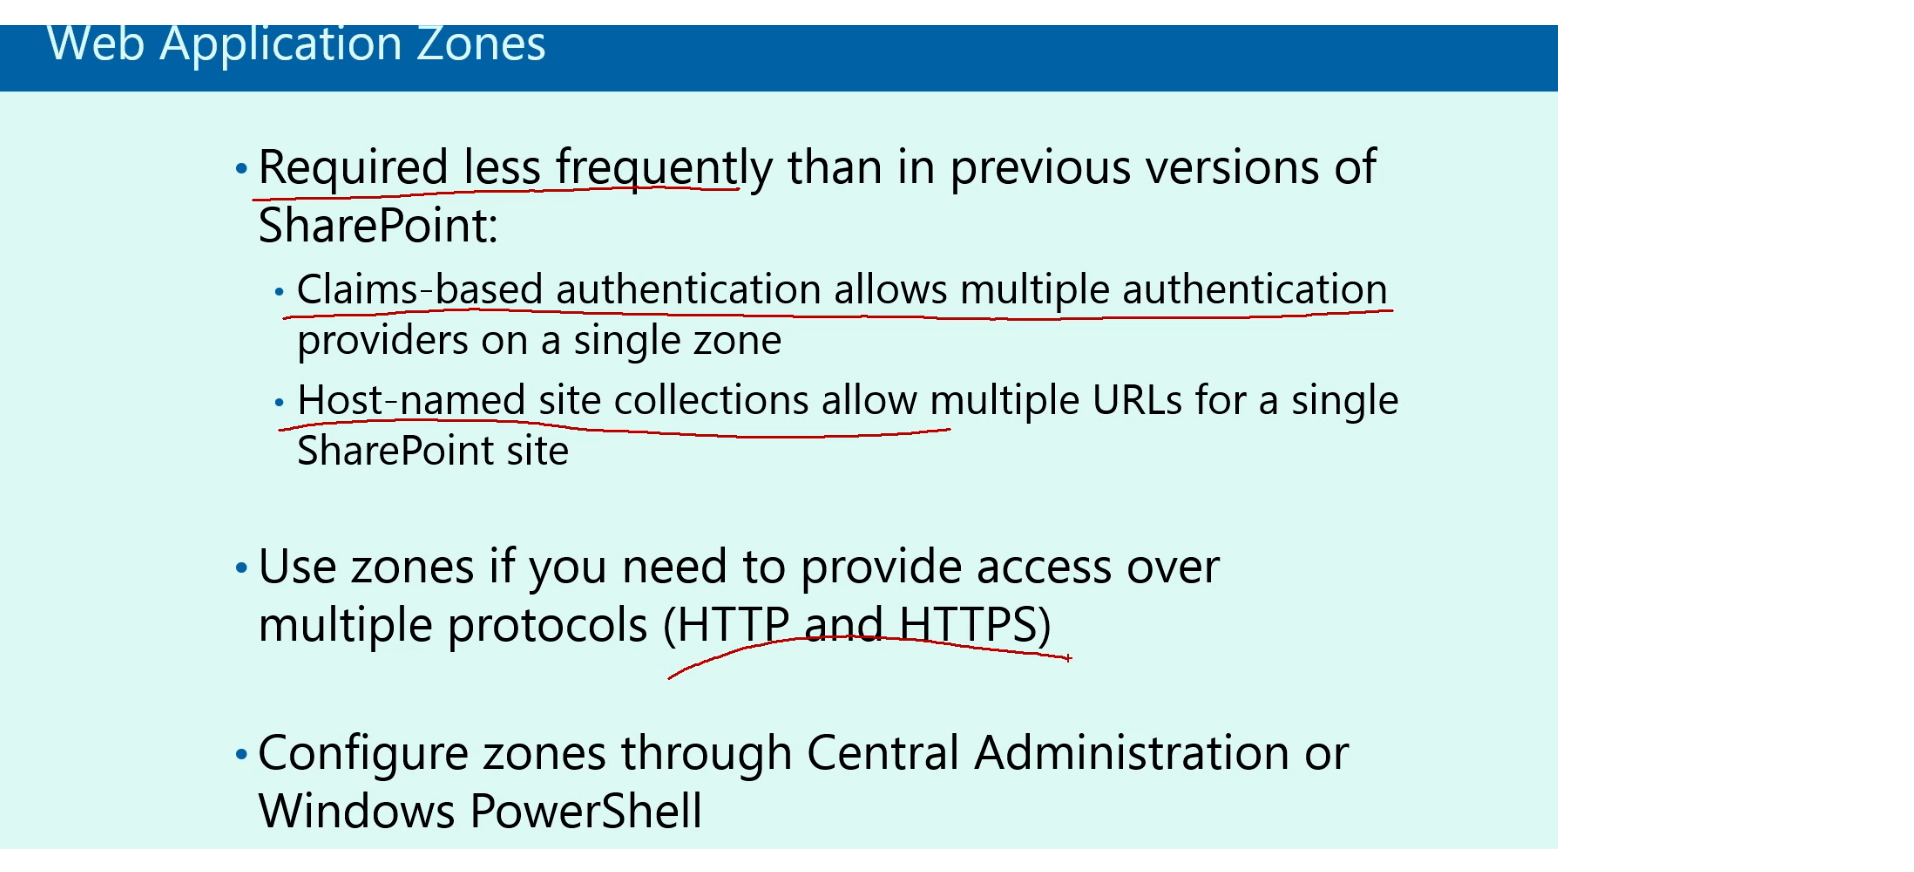 Web Application Zones
• Required less frequently than in previous versions of
SharePoint:
• Claims-based authentication allows multiple authentication
providers on a single zone
• Host-named site collections allow multiple URLs for a single
SharePoint site
• Use zones if you need to provide access over
multiple protocols (HTTP and HTTPS)
• Configure zones through Central Administration or
Windows PowerShell